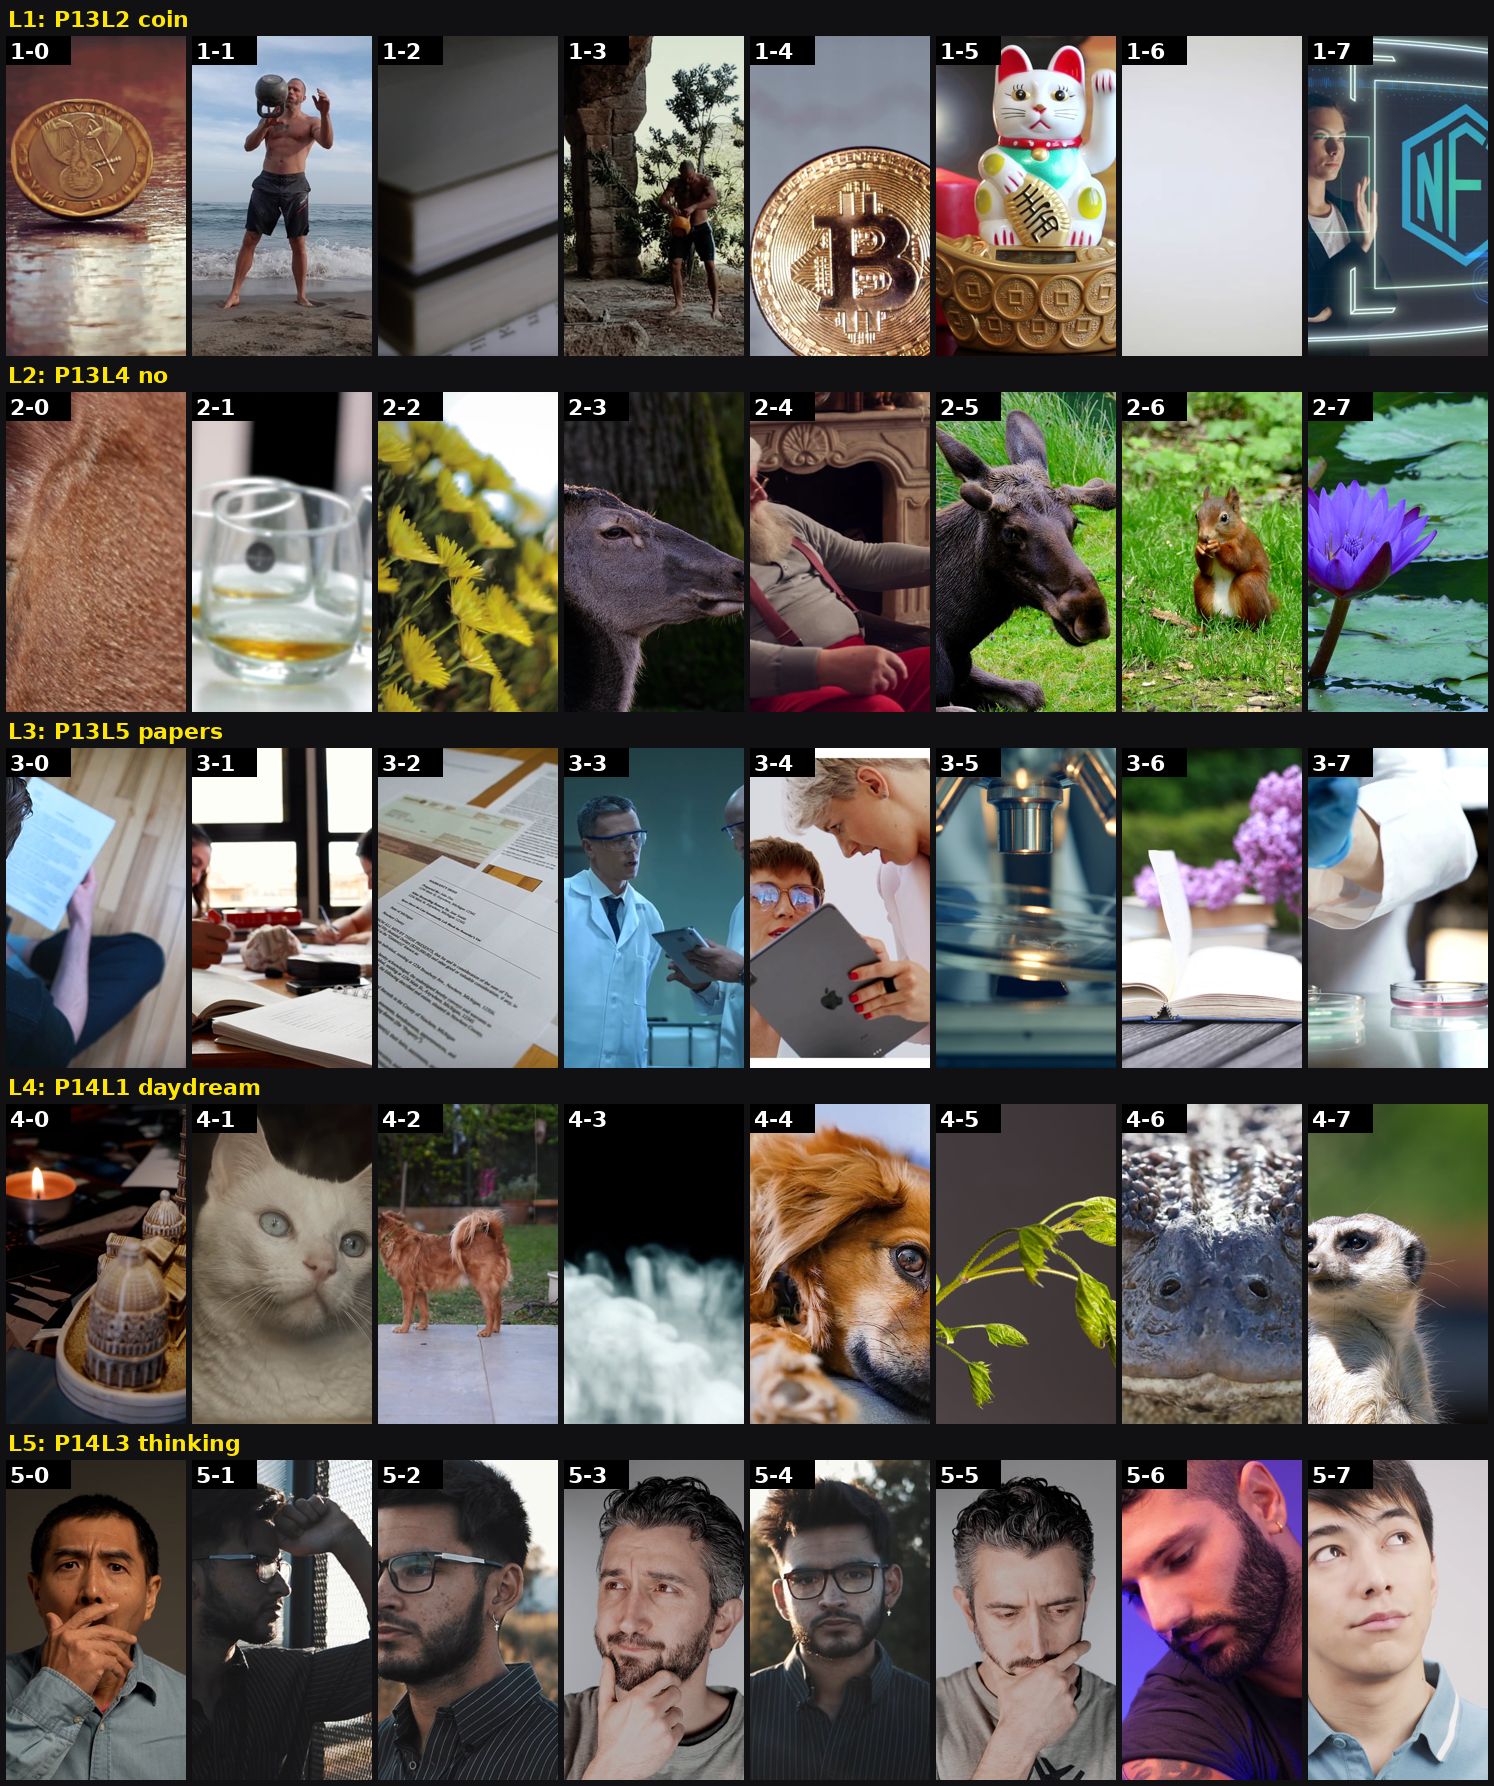 L1: P13L2 coin
1-0 1-1 1-2 1-3 1-4 1-5 1-6 1-7
B
NF
L2: P13L4 no
2-0 2-1 2-2 2-3 2-4 2-5 2-6 2-7
L3: P13L5 papers
3-0 3-1 3-2 3-3 3-4 3-5 3-6 3-7
L4: P14L1 daydream
4-0 4-1 4-2 4-3 4-4 4-5 4-6 4-7
L5: P14L3 thinking
5-0 5-1 5-2 5-3 5-4 5-5 5-6 5-7